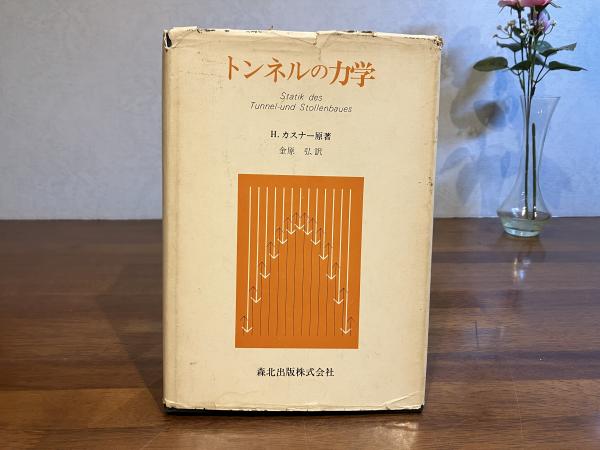 トンネルの力学
Statik des
Tunnel-und Stollenbaues
H. カスナー原著
金原 弘 訳
森北出版株式会社